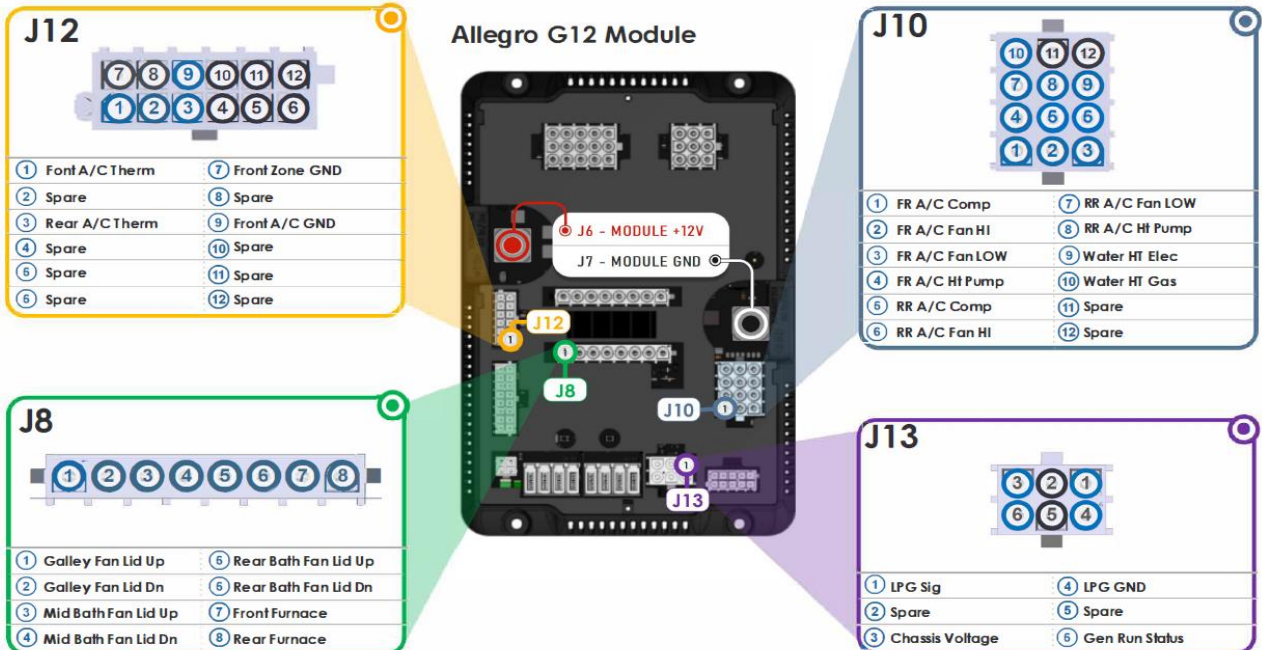 Allegro G12 Module
J12
7 8 9 10 11 12
1 2 3 4 5 6
1 Font A/C Therm 7 Front Zone GND
2 Spare 8 Spare
3 Rear A/C Therm 9 Front A/C GND
4 Spare 10 Spare
5 Spare 11 Spare
6 Spare 12 Spare
J10
10 11 12
7 8 9
4 5 6
1 2 3
1 FR A/C Comp 7 RR A/C Fan LOW
2 FR A/C Fan HI 8 RR A/C Ht Pump
3 FR A/C Fan LOW 9 Water HT Elec
4 FR A/C Ht Pump 10 Water HT Gas
5 RR A/C Comp 11 Spare
6 RR A/C Fan HI 12 Spare
J6 - MODULE +12V
J7 - MODULE GND
J12
1
1
J8
J10 1
1
J13
J8
1 2 3 4 5 6 7 8
1 Galley Fan Lid Up 5 Rear Bath Fan Lid Up
2 Galley Fan Lid Dn 6 Rear Bath Fan Lid Dn
3 Mid Bath Fan Lid Up 7 Front Furnace
4 Mid Bath Fan Lid Dn 8 Rear Furnace
J13
3 2 1
6 5 4
1 LPG Sig 4 LPG GND
2 Spare 5 Spare
3 Chassis Voltage 6 Gen Run Status